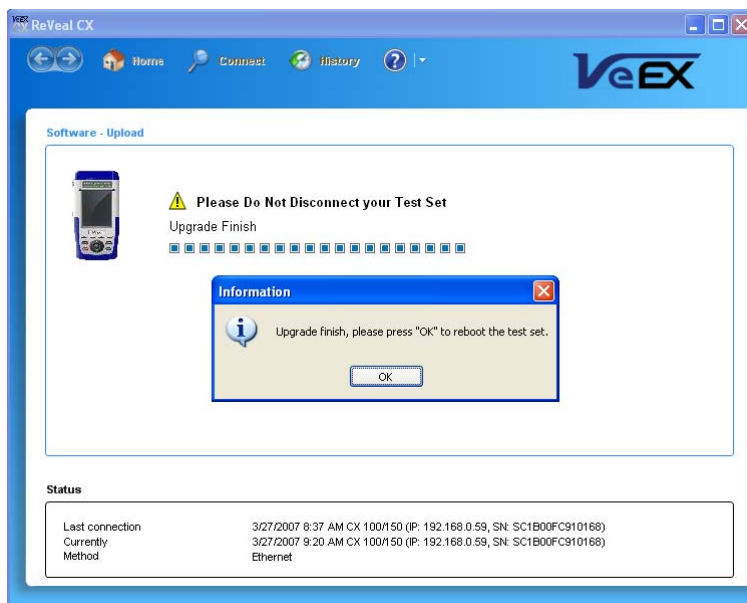 VeEX
CX ReVeal CX
Home Connect History ?
VeEX
Software - Upload
Please Do Not Disconnect your Test Set
Upgrade Finish
Information
Upgrade finish, please press "OK" to reboot the test set.
OK
Status
Last connection 3/27/2007 8:37 AM CX 100/150 (IP: 192.168.0.59, SN: SC1B00FC910168)
Currently 3/27/2007 9:20 AM CX 100/150 (IP: 192.168.0.59, SN: SC1B00FC910168)
Method Ethernet